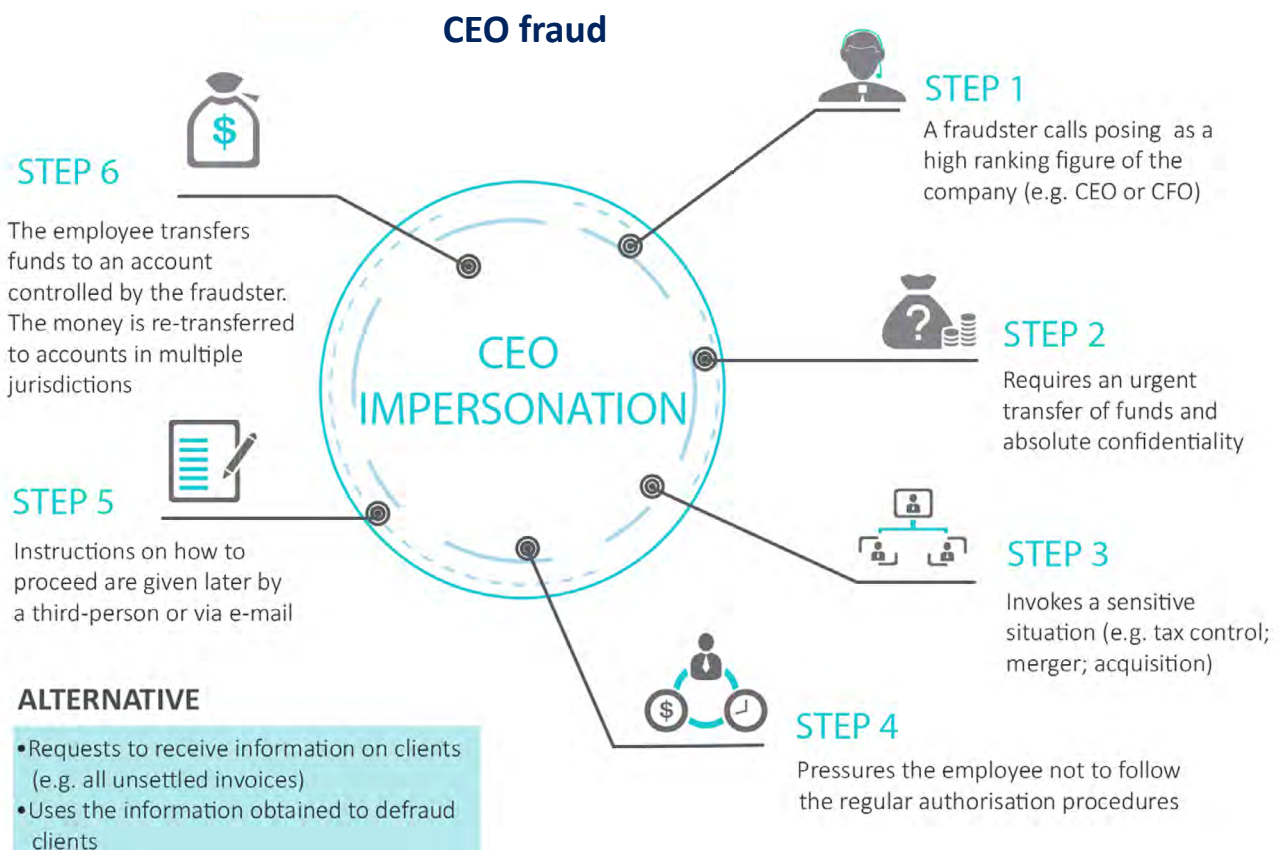 CEO fraud
STEP 1
A fraudster calls posing as a
high ranking figure of the
company (e.g. CEO or CFO)
STEP 2
Requires an urgent
transfer of funds and
absolute confidentiality
STEP 3
Invokes a sensitive
situation (e.g. tax control;
merger; acquisition)
STEP 4
Pressures the employee not to follow
the regular authorisation procedures
STEP 5
Instructions on how to
proceed are given later by
a third-person or via e-mail
STEP 6
The employee transfers
funds to an account
controlled by the fraudster.
The money is re-transferred
to accounts in multiple
jurisdictions
CEO
IMPERSONATION
ALTERNATIVE
•Requests to receive information on clients
(e.g. all unsettled invoices)
•Uses the information obtained to defraud
clients
$
?
$